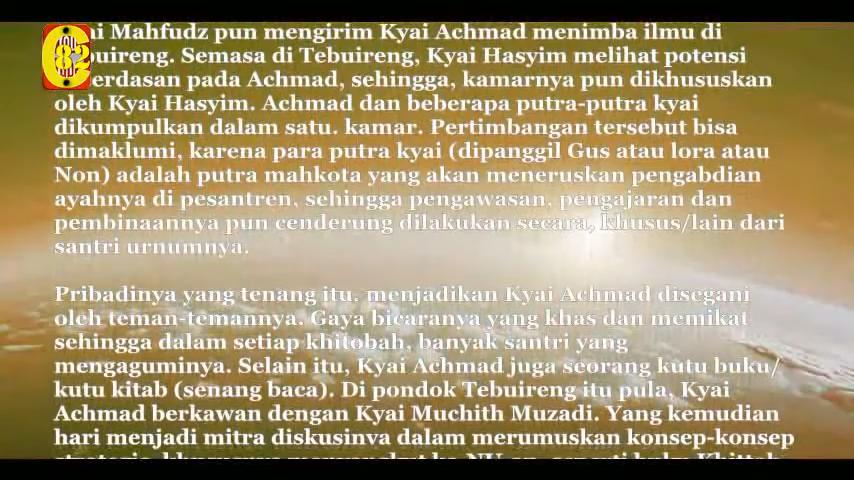 Mahfudz pun mengirim Kyai Achmad menimba ilmu di
Semasa di Tebuireng, Kyai Hasyim melihat potensi
pada Achmad, sehingga, kamarnya pun dikhususkan
oleh Kyai Hasyim. Achmad dan beberapa putra-putra kyai
dikumpulkan dalam satu. kamar. Pertimbangan tersebut bisa
dimaklumi, karena para putra kyai (dipanggil Gus atau lora atau
Non) adalah putra mahkota yang akan meneruskan pengabdian
ayahnya di pesantren, sehingga pengawasan, pengajaran dan
pembinaannya pun cenderung dilakukan secara, khusus/lain dari
santri urnumnya.
Pribadinya yang tenang itu. menjadikan Kyai Achmad disegani
oleh teman-temannya. Gaya bicaranya yang khas dan memikat
sehingga dalam setiap khitobah, banyak santri yang
mengaguminya. Selain itu, Kyai Achmad juga seorang kutu buku/
kutu kitab (senang baca). Di pondok Tebuireng itu pula, Kyai
Achmad berkawan dengan Kyai Muchith Muzadi. Yang kemudian
hari menjadi mitra diskusinva dalam merumuskan konsep-konsep